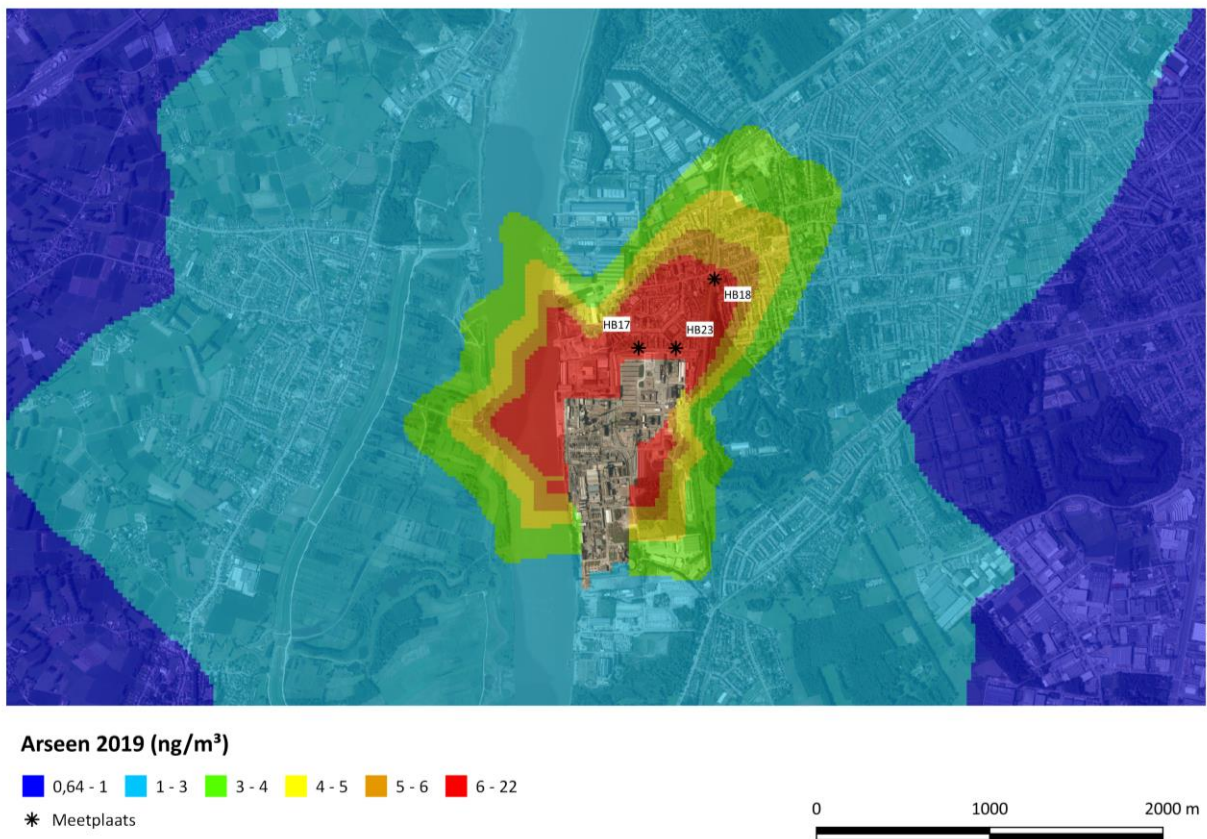 HB18
HB17
HB23
Arseen 2019 (ng/m³)
0,64 - 1 1 - 3 3 - 4 4 - 5 5 - 6 6 - 22
Meetplaats
0 1000 2000 m